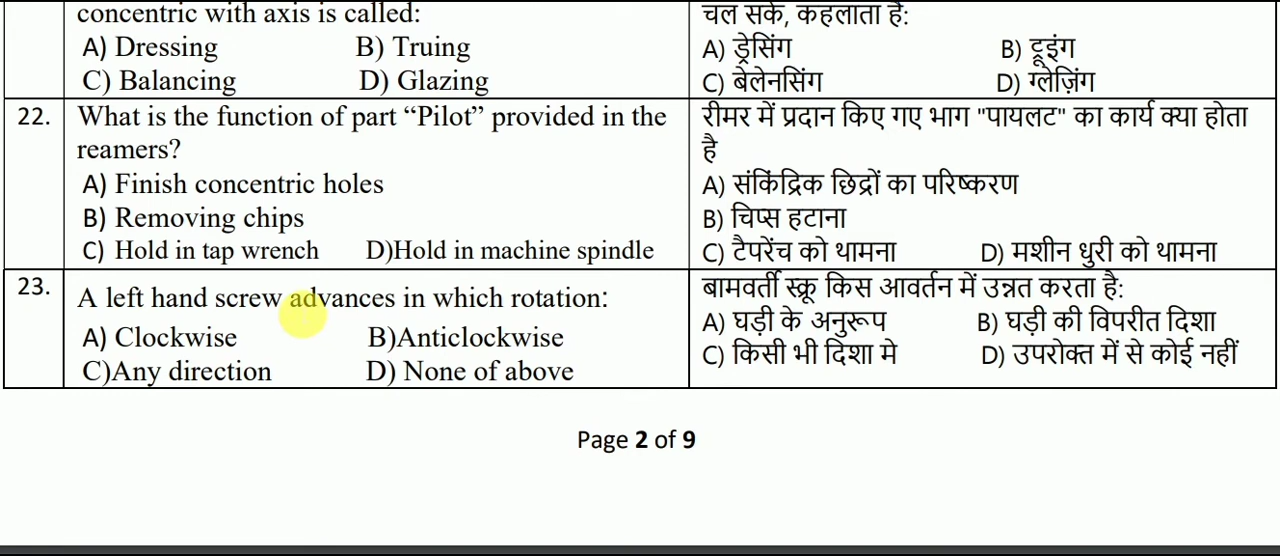 concentric with axis is called:
A) Dressing B) Truing
C) Balancing D) Glazing
चल सके, कहलाता है:
A) ड्रेसिंग B) ट्रूइंग
C) बेलेनसिंग D) ग्लेज़िंग
22. What is the function of part “Pilot” provided in the
reamers?
A) Finish concentric holes
B) Removing chips
C) Hold in tap wrench D)Hold in machine spindle
रीमर में प्रदान किए गए भाग "पायलट" का कार्य क्या होता
है
A) संकिंद्रिक छिद्रों का परिष्करण
B) चिप्स हटाना
C) टैपरेंच को थामना D) मशीन धुरी को थामना
23. A left hand screw advances in which rotation:
A) Clockwise B)Anticlockwise
C)Any direction D) None of above
बामवर्ती स्क्रू किस आवर्तन में उन्नत करता है:
A) घड़ी के अनुरूप B) घड़ी की विपरीत दिशा
C) किसी भी दिशा मे D) उपरोक्त में से कोई नहीं
Page 2 of 9